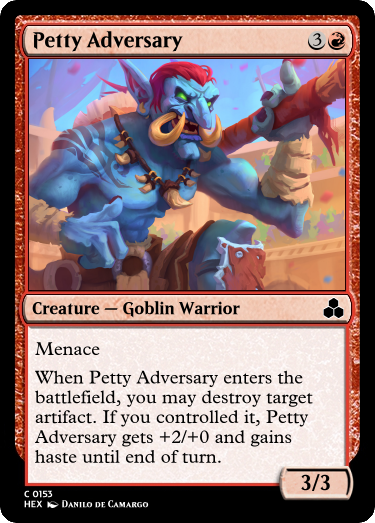 Petty Adversary 3
Creature — Goblin Warrior
Menace
When Petty Adversary enters the
battlefield, you may destroy target
artifact. If you controlled it, Petty
Adversary gets +2/+0 and gains
haste until end of turn.
3/3
C 0153
HEX Danilo de Camargo